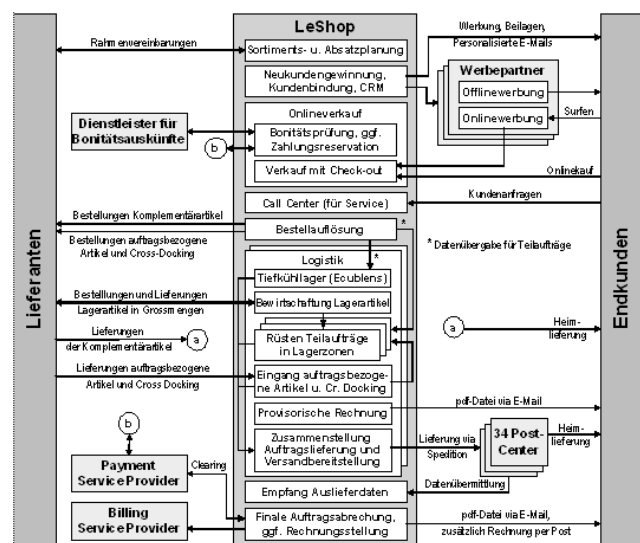 LeShop
Lieferanten
Endkunden
Rahmenvereinbarungen
Sortiments- u. Absatzplanung
Werbung, Beilagen,
Personalisierte E-Mails
Neukundengewinnung,
Kundenbindung, CRM
Werbepartner
Offlinewerbung
Onlinewerbung
Surfen
Onlineverkauf
Dienstleister für
Bonitätsauskünfte
b
Bonitätsprüfung, ggf.
Zahlungsreservation
Verkauf mit Check-out
Onlinekauf
Kundenanfragen
Call Center (für Service)
Bestellungen Komplementärartikel
Bestellauflösung
*
Bestellungen auftragsbezogene
Artikel und Cross-Docking
* Datenübergabe für Teilaufträge
Logistik
*
Tiefkühllager (Ecublens)
Bestellungen und Lieferungen
Lagerartikel in Grossmengen
Bewirtschaftung Lagerartikel
Lieferungen
der Komplementärartikel
a
Rüsten Teilaufträge
in Lagerzonen
a
Heim-
lieferung
Lieferungen auftragsbezogene
Artikel und Cross Docking
Eingang auftragsbezoge-
ne Artikel u. Cr. Docking
Provisorische Rechnung
pdf-Datei via E-Mail
b
Zusammenstellung
Auftragslieferung und
Versandbereitstellung
Lieferung via
Spedition
34 Post-
Center
Heim-
lieferung
Payment
Service Provider
Clearing
Datenübermittlung
Empfang Auslieferdaten
Billing
Service Provider
Finale Auftragsabrechung,
ggf. Rechnungsstellung
pdf-Datei via E-Mail,
zusätzlich Rechnung per Post